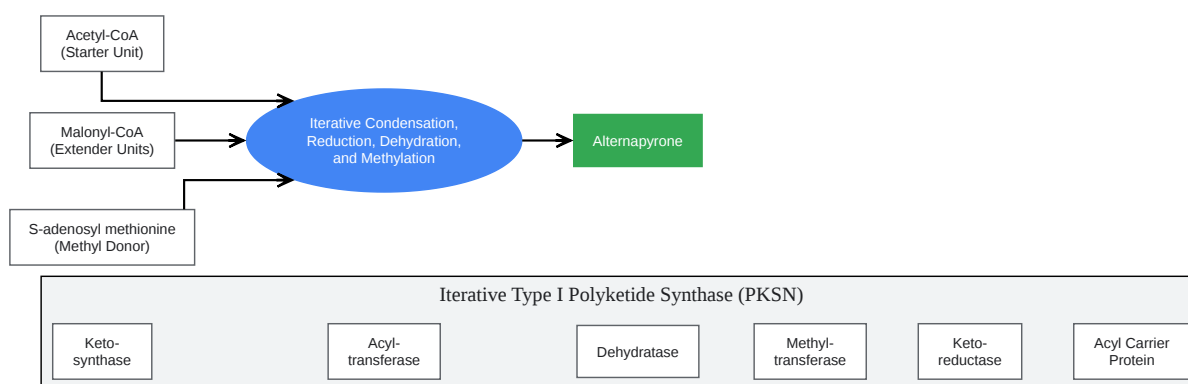 Acetyl-CoA
(Starter Unit)
Malonyl-CoA
(Extender Units)
S-adenosyl methionine
(Methyl Donor)
Iterative Condensation,
Reduction, Dehydration,
and Methylation
Alternapyrone
Iterative Type I Polyketide Synthase (PKSN)
Keto-
synthase
Acyl-
transferase
Dehydratase
Methyl-
transferase
Keto-
reductase
Acyl Carrier
Protein